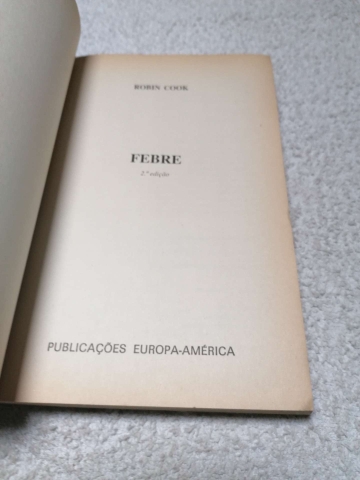 ROBIN COOK
FEBRE
2.ª edição
PUBLICAÇÕES EUROPA-AMÉRICA